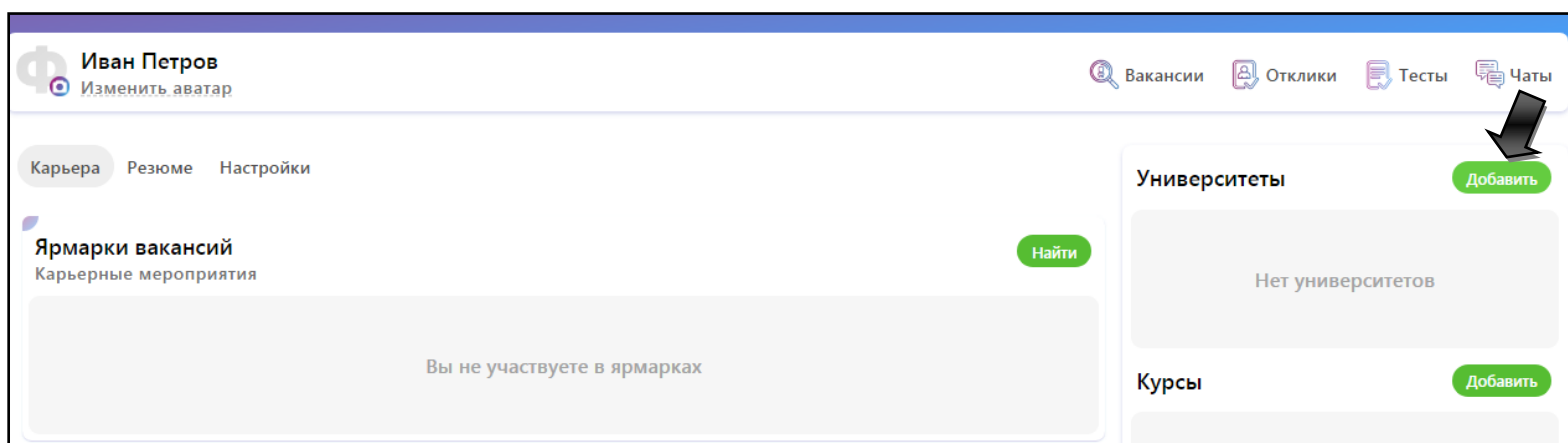 Ф
Иван Петров
Изменить аватар
Вакансии Отклики Тесты Чаты
Карьера Резюме Настройки
Ярмарки вакансий
Карьерные мероприятия
Найти
Вы не участвуете в ярмарках
Университеты
Добавить
Нет университетов
Курсы
Добавить